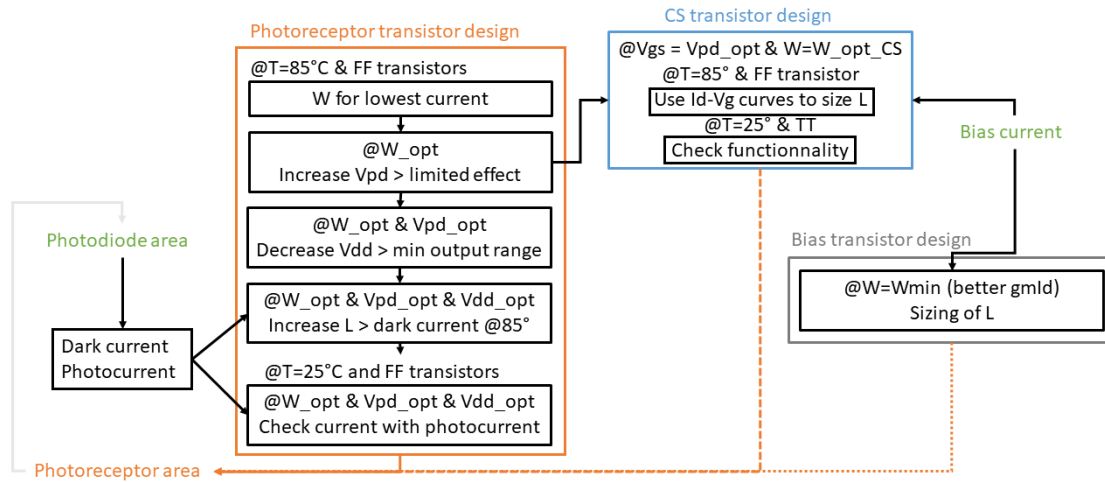 Photoreceptor transistor design
@T=85°C & FF transistors
W for lowest current
@W_opt
Increase Vpd > limited effect
@W_opt & Vpd_opt
Decrease Vdd > min output range
@W_opt & Vpd_opt & Vdd_opt
Increase L > dark current @85°
@T=25°C and FF transistors
@W_opt & Vpd_opt & Vdd_opt
Check current with photocurrent
Photodiode area
Dark current
Photocurrent
Photoreceptor area
CS transistor design
@Vgs = Vpd_opt & W=W_opt_CS
@T=85° & FF transistor
Use Id-Vg curves to size L
@T=25° & TT
Check functionnality
Bias current
Bias transistor design
@W=Wmin (better gmId)
Sizing of L